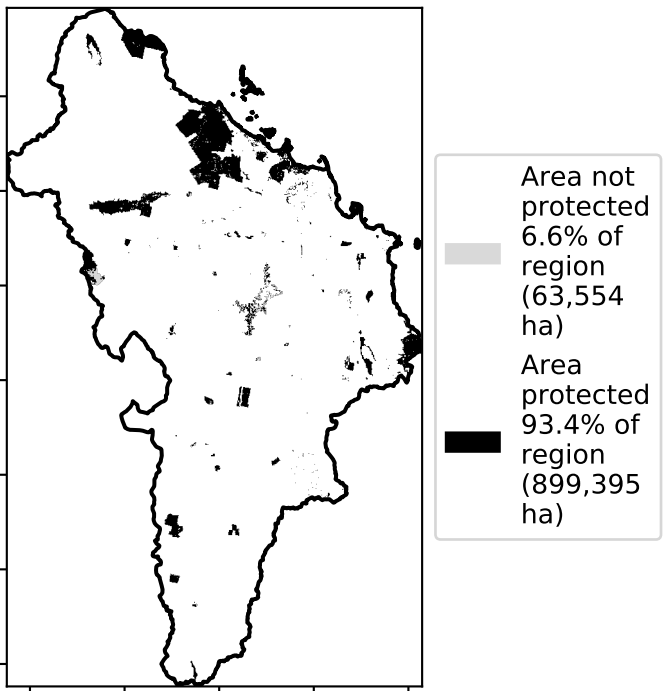 Area not
protected
6.6% of
region
(63,554
ha)
Area
protected
93.4% of
region
(899,395
ha)